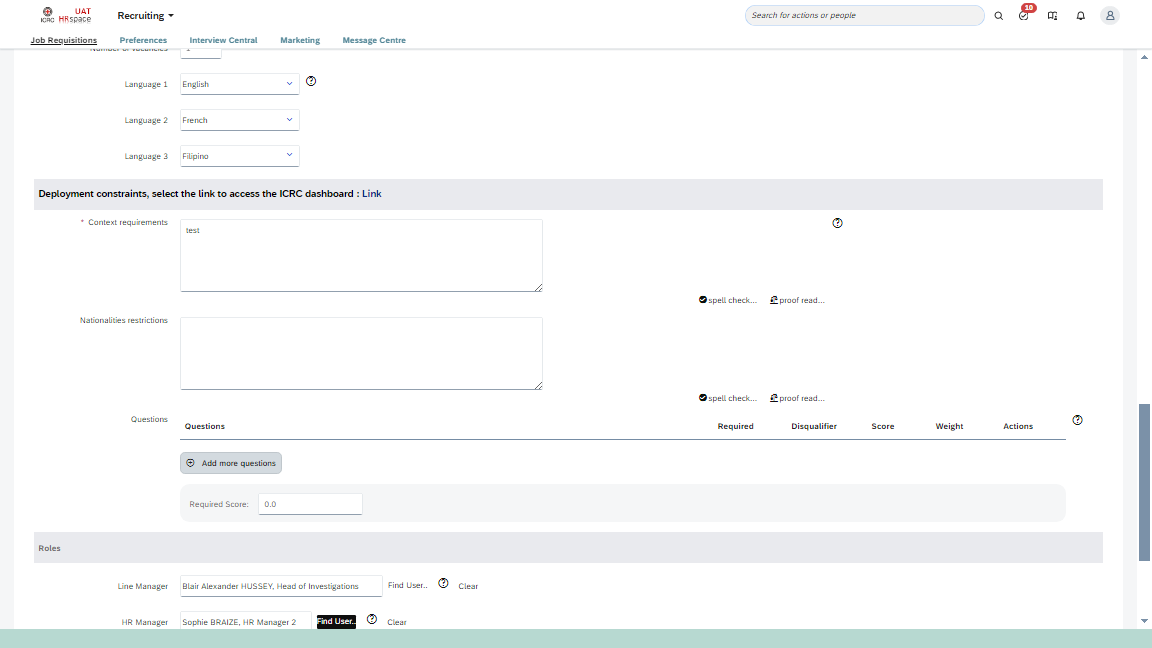 UAT
ICRC HRspace
Recruiting
Search for actions or people
10
Job Requisitions
Preferences
Interview Central
Marketing
Message Centre
Number of vacancies
Language 1 English
Language 2 French
Language 3 Filipino
Deployment constraints, select the link to access the ICRC dashboard : Link
* Context requirements
test
spell check... proof read...
Nationalities restrictions
spell check... proof read...
Questions
Questions Required Disqualifier Score Weight Actions
Add more questions
Required Score: 0.0
Roles
Line Manager Blair Alexander HUSSEY, Head of Investigations Find User... Clear
HR Manager Sophie BRAIZE, HR Manager 2 Find User... Clear